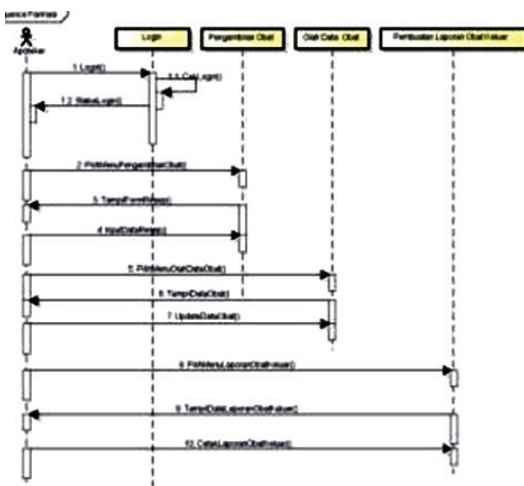 Apoteker
Login
Pengambilan Obat
Olah Data Obat
Pembuatan Laporan Obat Keluar
1: Login()
1.1: CekLogin()
1.2: StatusLogin()
2: PilihMenuPengambilanObat()
3: TampilFormResep()
4: InputDataResep()
5: PilihMenuOlahDataObat()
6: TampilDataObat()
7: UpdateDataObat()
8: PilihMenuLaporanObatKeluar()
9: TampilDataLaporanObatKeluar()
10: CetakLaporanObatKeluar()